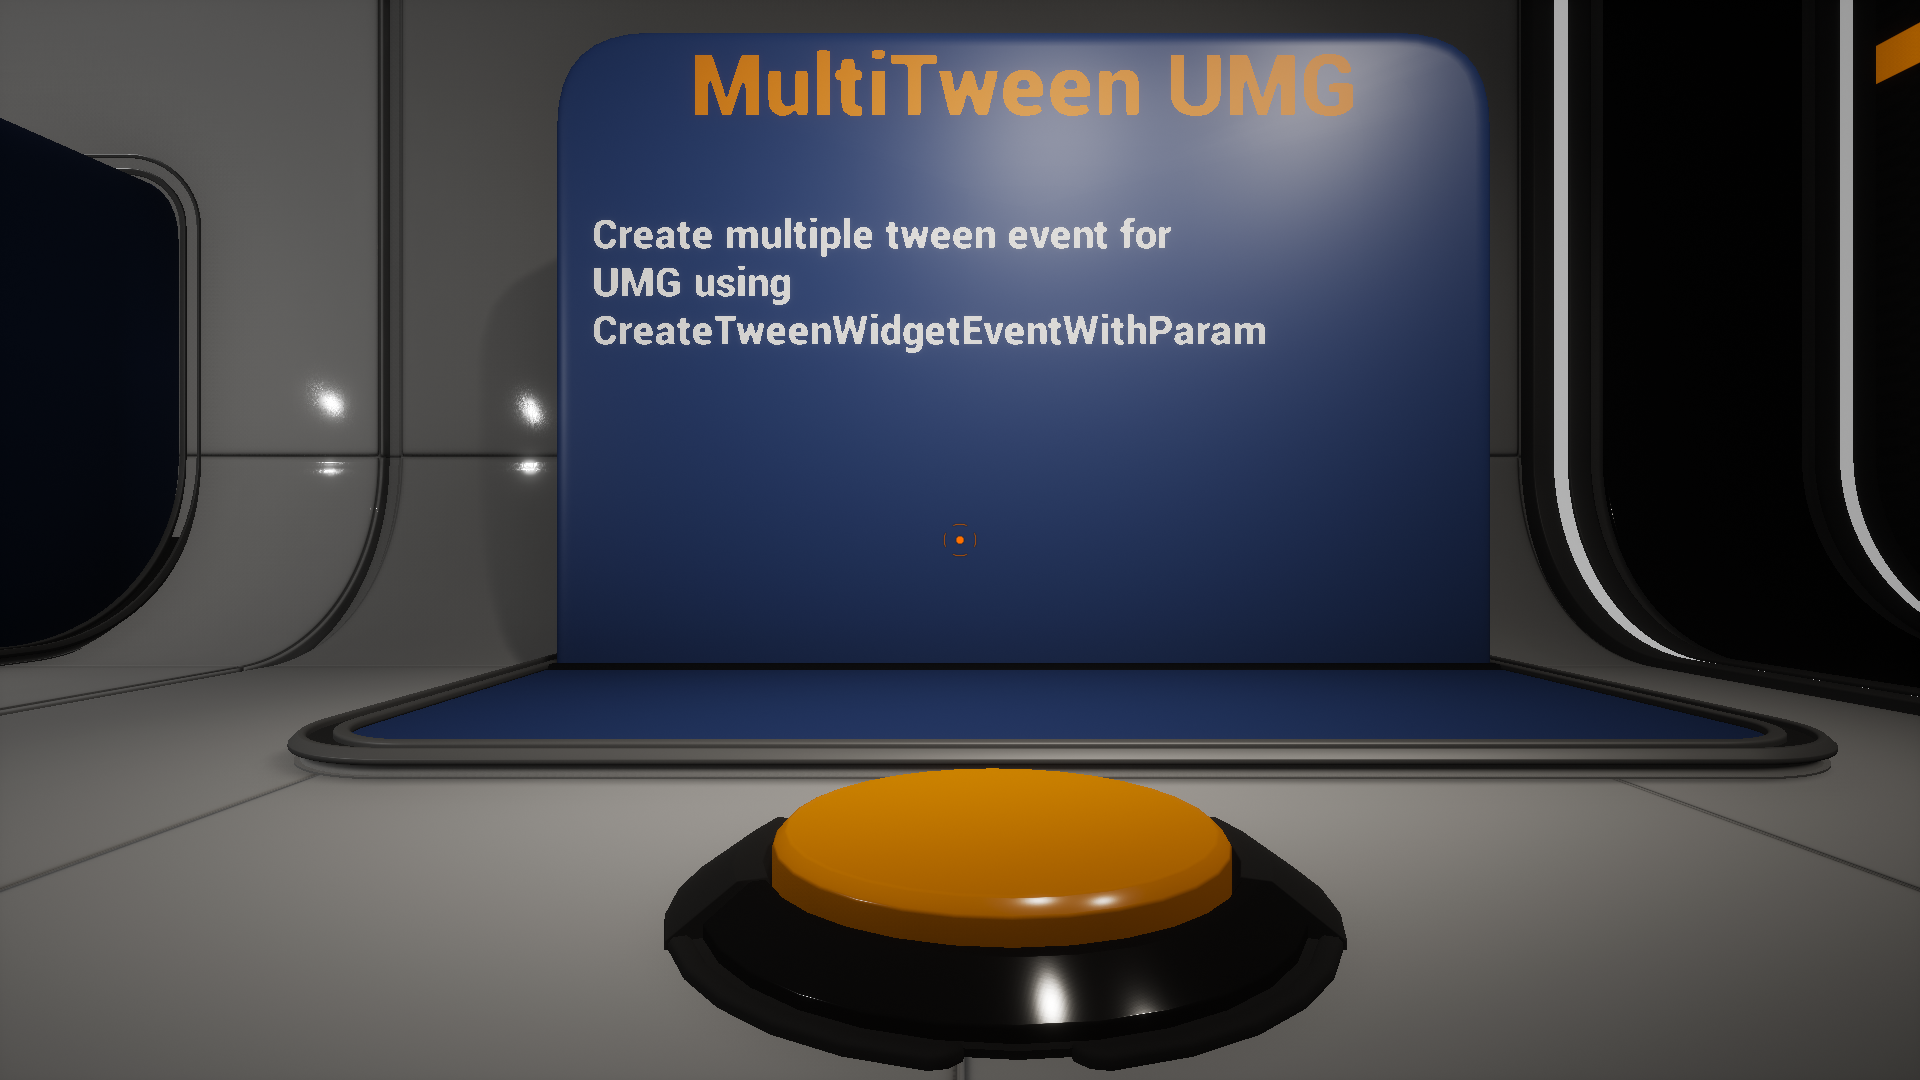 MultiTween UMG
Create multiple tween event for
UMG using
CreateTweenWidgetEventWithParam